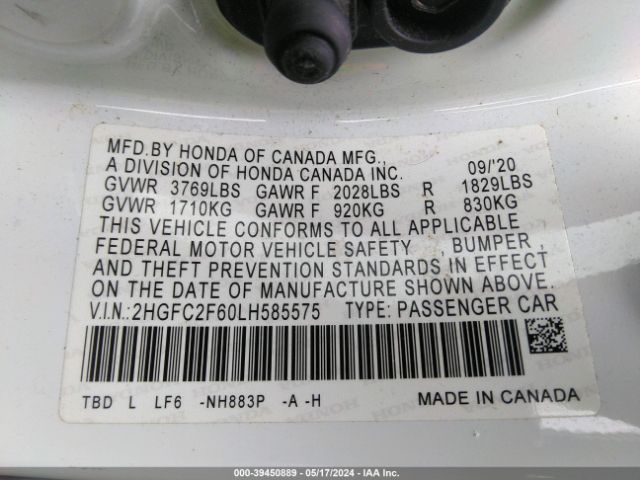 MFD.BY HONDA OF CANADA MFG.,
A DIVISION OF HONDA CANADA INC. 09/'20
GVWR 3769LBS GAWR F 2028LBS R 1829LBS
GVWR 1710KG GAWR F 920KG R 830KG
THIS VEHICLE CONFORMS TO ALL APPLICABLE
FEDERAL MOTOR VEHICLE SAFETY , BUMPER ,
AND THEFT PREVENTION STANDARDS IN EFFECT
ON THE DATE OF MANUFACTURE SHOWN ABOVE.
V.I.N.:2HGFC2F60LH585575 TYPE: PASSENGER CAR
TBD L LF6 -NH883P -A -H MADE IN CANADA
000-39450889 - 05/17/2024 - IAA Inc.